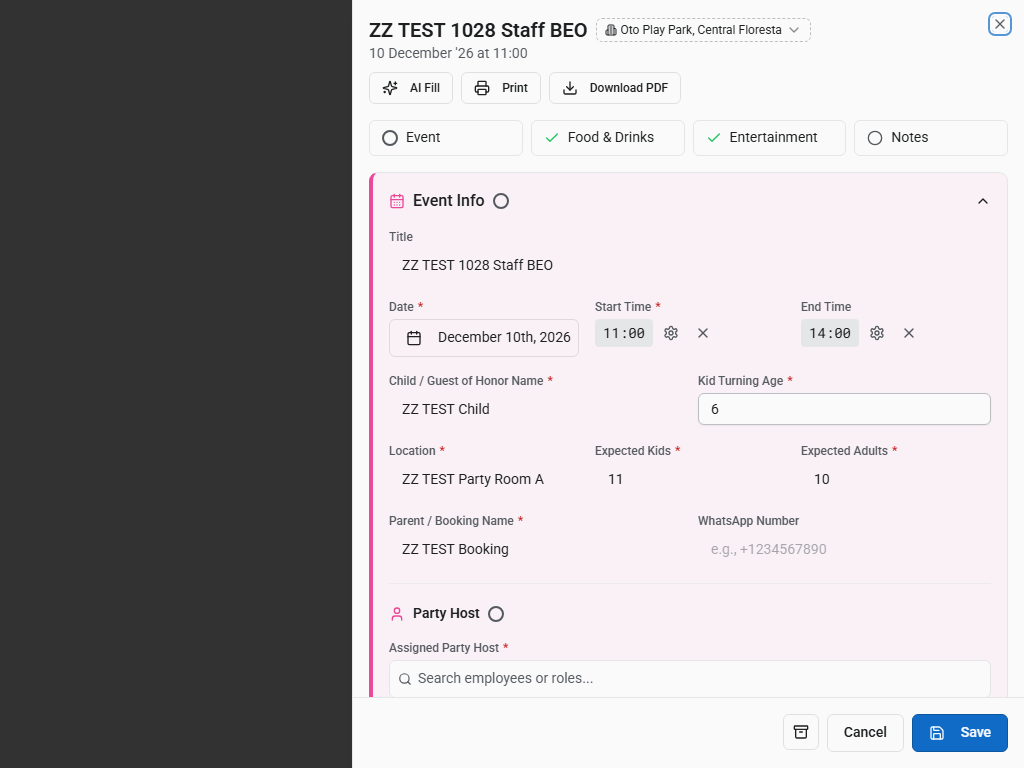 ZZ TEST 1028 Staff BEO
Oto Play Park, Central Floresta
10 December '26 at 11:00
AI Fill
Print
Download PDF
Event
Food & Drinks
Entertainment
Notes
Event Info
Title
ZZ TEST 1028 Staff BEO
Date *
Start Time *
End Time
December 10th, 2026
11:00
14:00
Child / Guest of Honor Name *
Kid Turning Age *
ZZ TEST Child
6
Location *
Expected Kids *
Expected Adults *
ZZ TEST Party Room A
11
10
Parent / Booking Name *
WhatsApp Number
ZZ TEST Booking
e.g., +1234567890
Party Host
Assigned Party Host *
Search employees or roles...
Cancel
Save